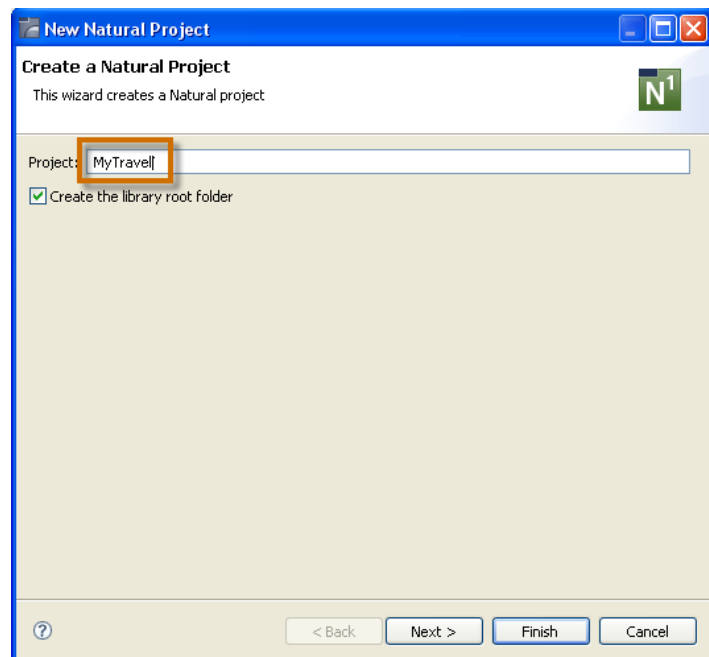 New Natural Project
Create a Natural Project
This wizard creates a Natural project
N1
Project: MyTravel
Create the library root folder
? < Back Next > Finish Cancel